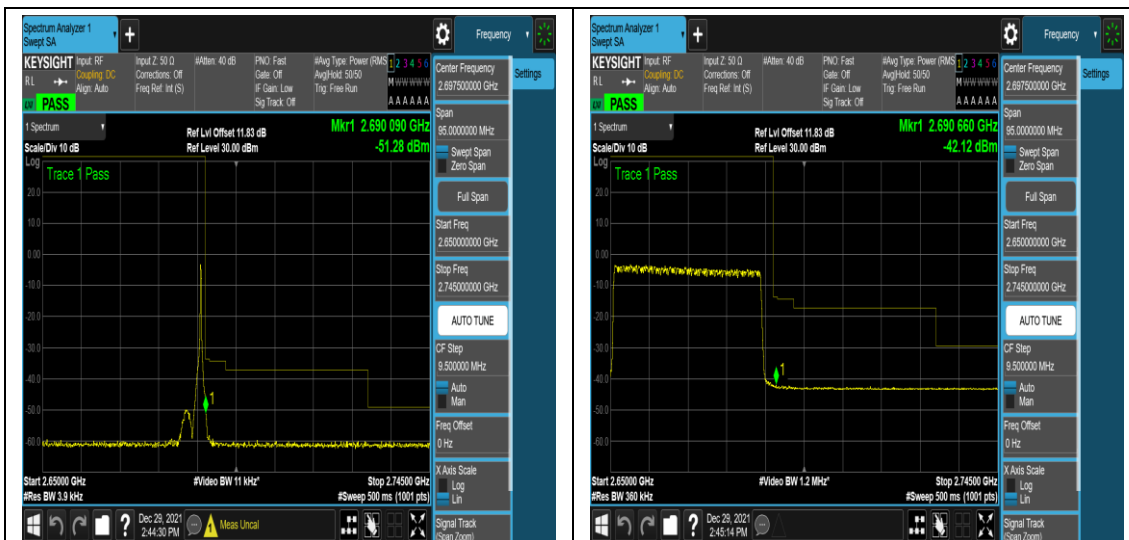 Spectrum Analyzer 1
Swept SA
+
Frequency
KEYSIGHT
Input: RF
Input Z: 50 Ω
#Atten: 40 dB
PNO: Fast
#Avg Type: Power (RMS
1 2 3 4 5 6
RL
Coupling: DC
Corrections: Off
Gate: Off
Avg|Hold: 50/50
M W W W W W
Align: Auto
Freq Ref: Int (S)
IF Gain: Low
Trig: Free Run
Sig Track: Off
A A A A A A
PASS
1 Spectrum
Ref Lvl Offset 11.83 dB
Mkr1 2.690 090 GHz
Scale/Div 10 dB
Ref Level 30.00 dBm
-51.28 dBm
Log
Trace 1 Pass
20.0
10.0
0.00
-10.0
-20.0
-30.0
-40.0
-50.0
-60.0
1
Start 2.65000 GHz
#Video BW 11 kHz*
Stop 2.74500 GHz
#Res BW 3.9 kHz
#Sweep 500 ms (1001 pts)
Center Frequency
2.697500000 GHz
Settings
Span
95.0000000 MHz
Swept Span
Zero Span
Full Span
Start Freq
2.650000000 GHz
Stop Freq
2.745000000 GHz
AUTO TUNE
CF Step
9.500000 MHz
Auto
Man
Freq Offset
0 Hz
X Axis Scale
Log
Lin
Signal Track
(Span Zoom)
?
Dec 29, 2021
2:44:30 PM
Meas Uncal
Spectrum Analyzer 1
Swept SA
+
Frequency
KEYSIGHT
Input: RF
Input Z: 50 Ω
#Atten: 40 dB
PNO: Fast
#Avg Type: Power (RMS
1 2 3 4 5 6
RL
Coupling: DC
Corrections: Off
Gate: Off
Avg|Hold: 50/50
M W W W W W
Align: Auto
Freq Ref: Int (S)
IF Gain: Low
Trig: Free Run
Sig Track: Off
A A A A A A
PASS
1 Spectrum
Ref Lvl Offset 11.83 dB
Mkr1 2.690 660 GHz
Scale/Div 10 dB
Ref Level 30.00 dBm
-42.12 dBm
Log
Trace 1 Pass
20.0
10.0
0.00
-10.0
-20.0
-30.0
-40.0
-50.0
-60.0
1
Start 2.65000 GHz
#Video BW 1.2 MHz*
Stop 2.74500 GHz
#Res BW 360 kHz
#Sweep 500 ms (1001 pts)
Center Frequency
2.697500000 GHz
Settings
Span
95.0000000 MHz
Swept Span
Zero Span
Full Span
Start Freq
2.650000000 GHz
Stop Freq
2.745000000 GHz
AUTO TUNE
CF Step
9.500000 MHz
Auto
Man
Freq Offset
0 Hz
X Axis Scale
Log
Lin
Signal Track
(Span Zoom)
?
Dec 29, 2021
2:45:14 PM